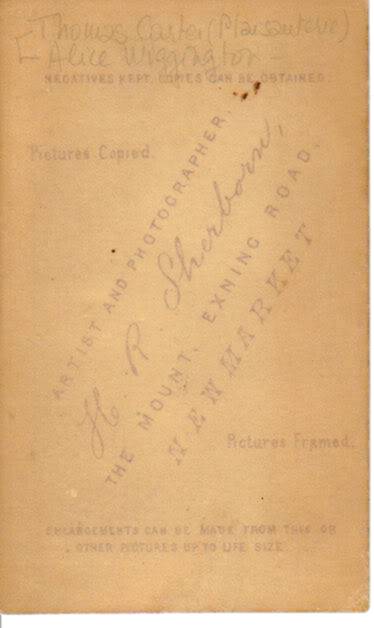 Thomas Carter (Plaisanterie)
Alice Wiggington -
NEGATIVES KEPT. COPIES CAN BE OBTAINED.
Pictures Copied.
ARTIST AND PHOTOGRAPHER.
H. R Sherborn,
THE MOUNT, EXNING ROAD.
NEWMARKET
Pictures Framed.
ENLARGEMENTS CAN BE MADE FROM THIS OR
OTHER PICTURES UP TO LIFE SIZE